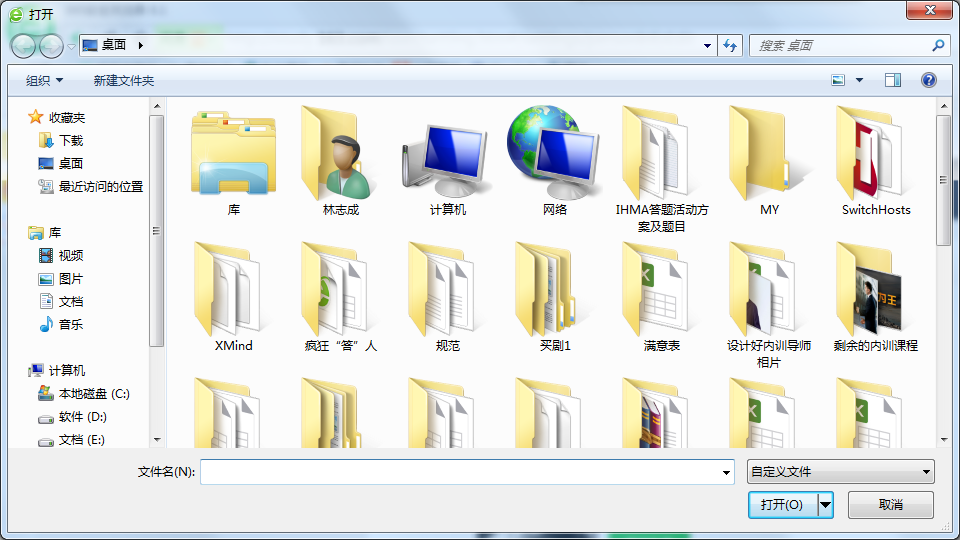 打开
桌面
搜索 桌面
组织
新建文件夹
收藏夹
下载
桌面
最近访问的位置
库
视频
图片
文档
音乐
计算机
本地磁盘 (C:)
软件 (D:)
文档 (E:)
库
林志成
计算机
网络
IHMA答题活动方
案及题目
MY
SwitchHosts
XMind
疯狂“答”人
规范
买剧1
满意表
设计好内训导师
相片
剩余的内训课程
文件名(N):
自定义文件
打开(O)
取消